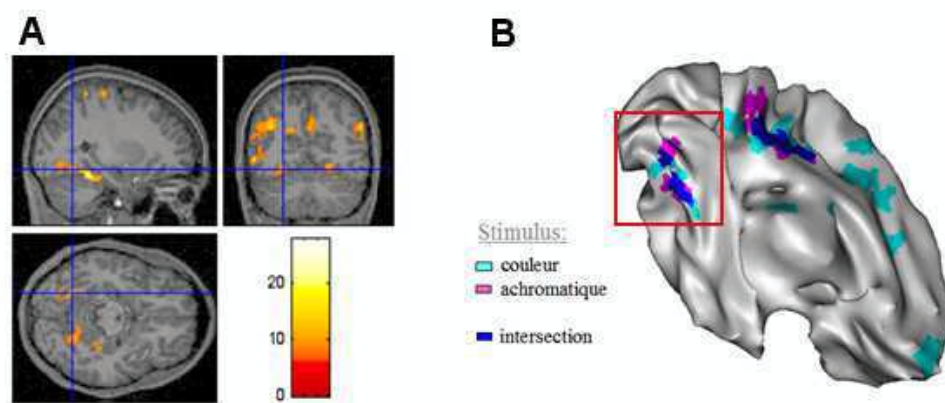 A
B
20
10
0
Stimulus:
couleur
achromatique
intersection